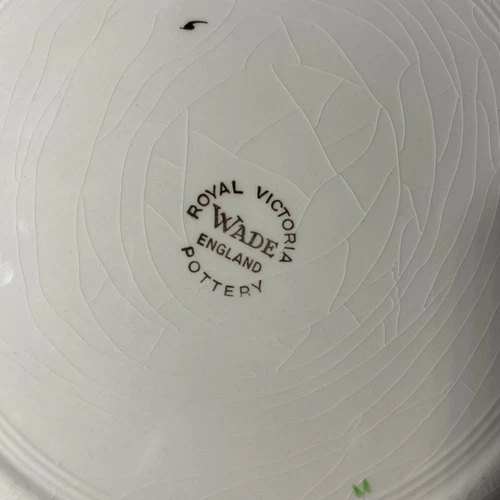 ROYAL VICTORIA
WADE
ENGLAND
POTTERY
M